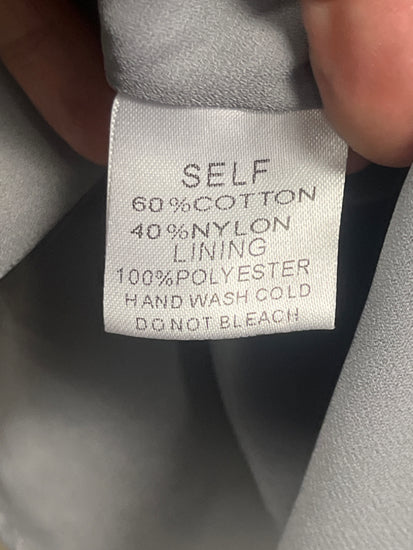 SELF
60%COTTON
40%NYLON
LINING
100%POLYESTER
HAND WASH COLD
DO NOT BLEACH